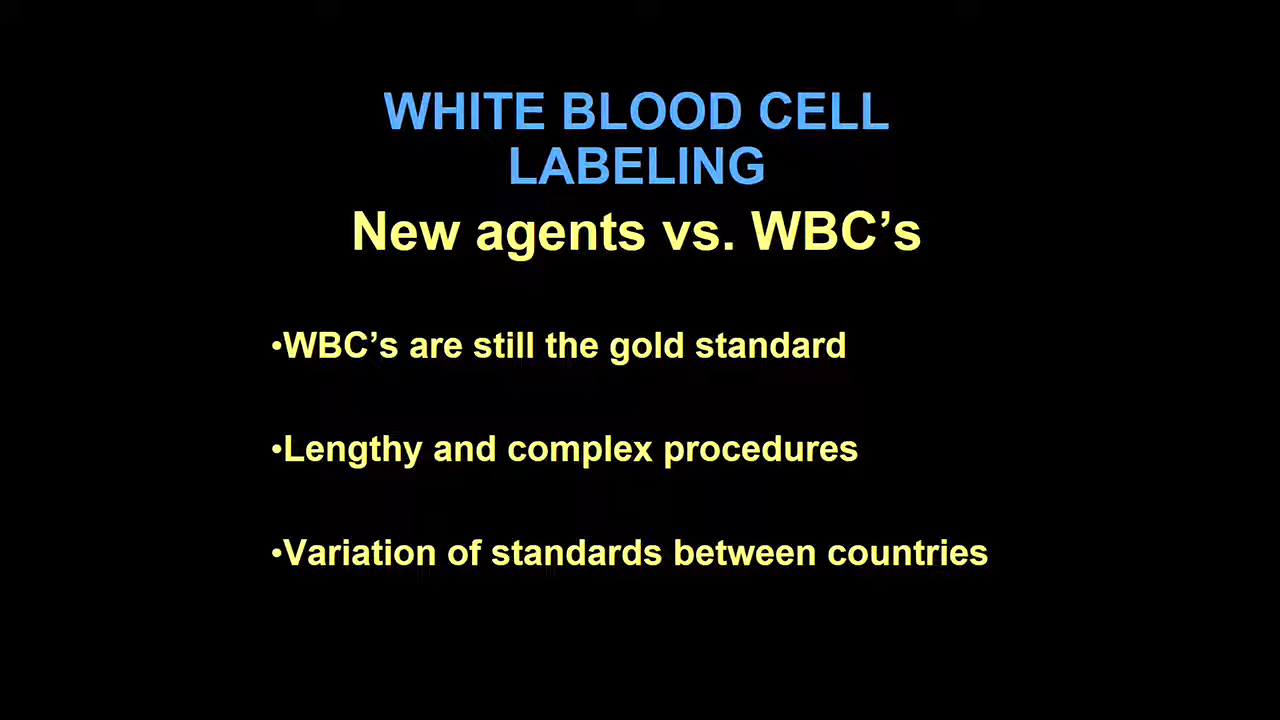 WHITE BLOOD CELL
LABELING
New agents vs. WBC’s
•WBC’s are still the gold standard
•Lengthy and complex procedures
•Variation of standards between countries